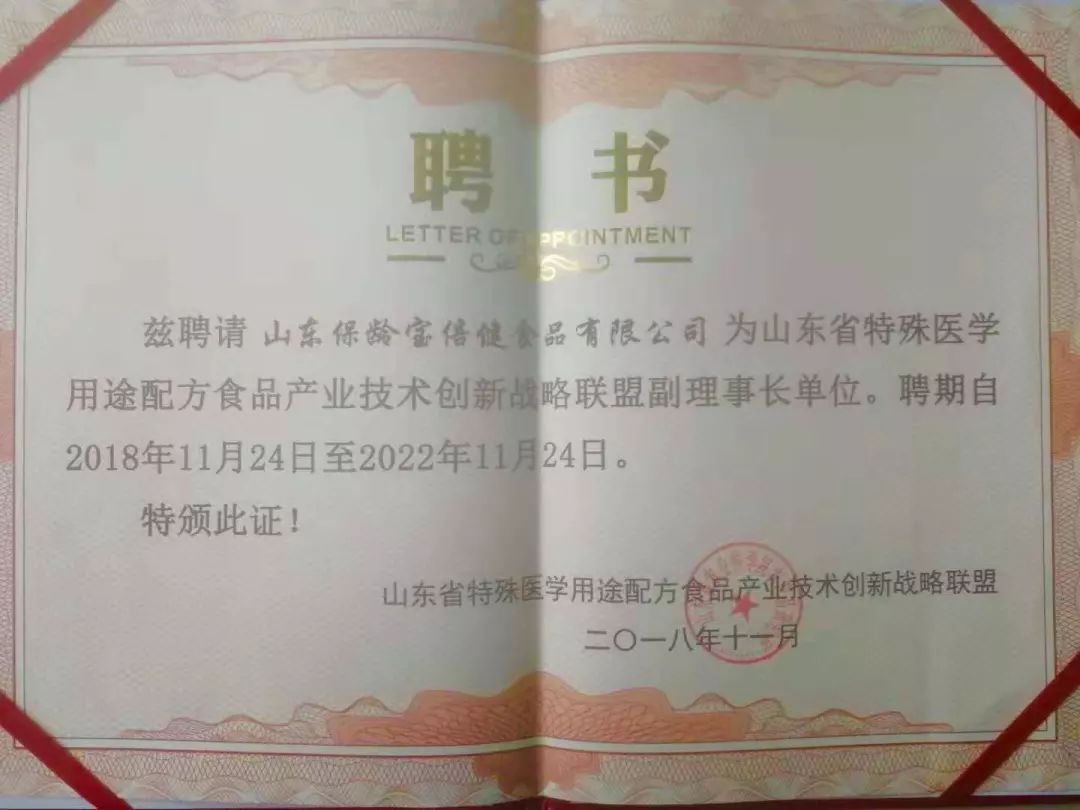 聘 书
LETTER OF APPOINTMENT
兹聘请 山东保龄宝倍健食品有限公司 为山东省特殊医学
用途配方食品产业技术创新战略联盟副理事长单位。聘期自
2018年11月24日至2022年11月24日。
特颁此证！
山东省特殊医学用途配方食品产业技术创新战略联盟
二〇一八年十一月